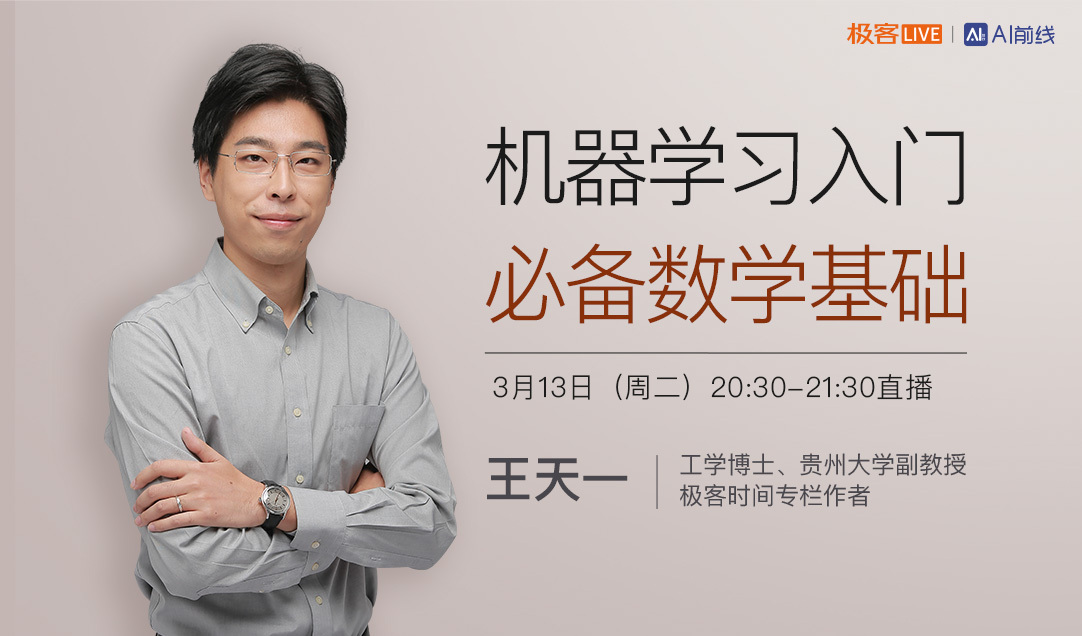 极客LIVE | AI AI前线
机器学习入门
必备数学基础
3月13日（周二）20:30-21:30直播
王天一
工学博士、贵州大学副教授
极客时间专栏作者